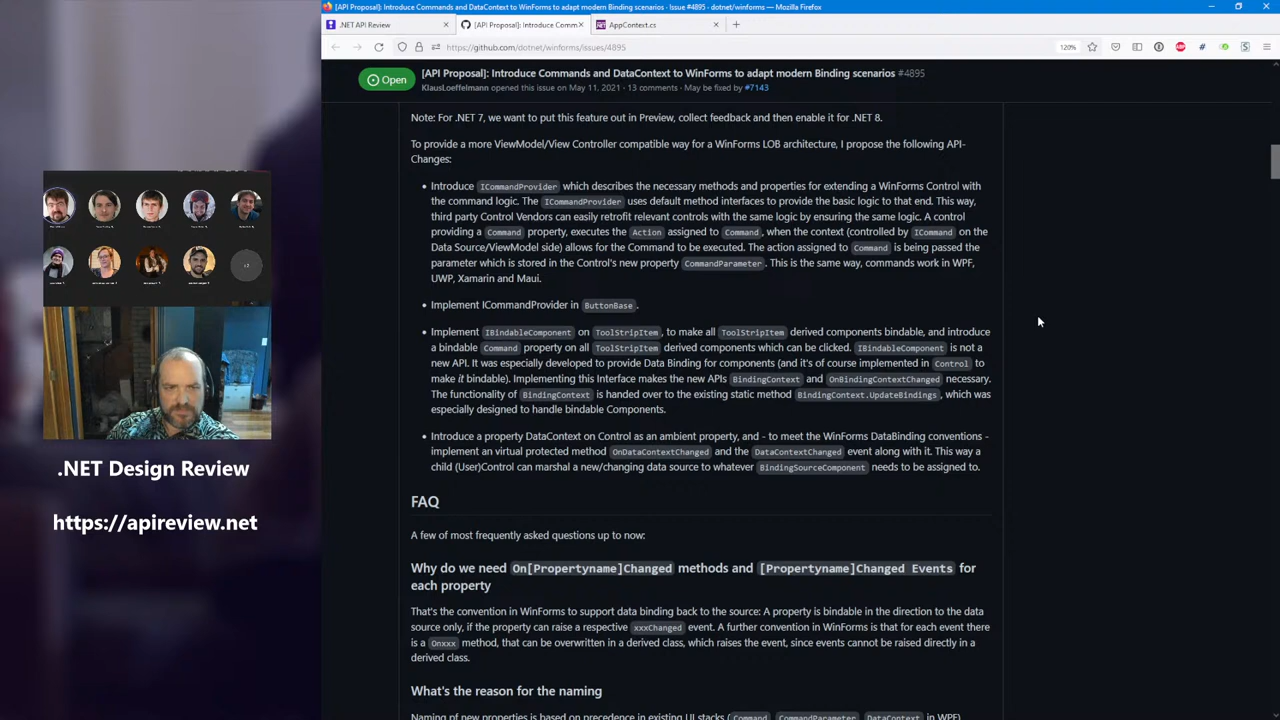 [API Proposal]: Introduce Commands and DataContext to WinForms to adapt modern Binding scenarios · Issue #4895 · dotnet/winforms — Mozilla Firefox
.NET API Review
[API Proposal]: Introduce Comm
AppContext.cs
https://github.com/dotnet/winforms/issues/4895
120%
Open
[API Proposal]: Introduce Commands and DataContext to WinForms to adapt modern Binding scenarios #4895
KlausLoeffelmann opened this issue on May 11, 2021 · 13 comments · May be fixed by #7143
Note: For .NET 7, we want to put this feature out in Preview, collect feedback and then enable it for .NET 8.
To provide a more ViewModel/View Controller compatible way for a WinForms LOB architecture, I propose the following API-
Changes:
• Introduce ICommandProvider which describes the necessary methods and properties for extending a WinForms Control with
the command logic. The ICommandProvider uses default method interfaces to provide the basic logic to that end. This way,
third party Control Vendors can easily retrofit relevant controls with the same logic by ensuring the same logic. A control
providing a Command property, executes the Action assigned to Command, when the context (controlled by ICommand on the
Data Source/ViewModel side) allows for the Command to be executed. The action assigned to Command is being passed the
parameter which is stored in the Control's new property CommandParameter. This is the same way, commands work in WPF,
UWP, Xamarin and Maui.
• Implement ICommandProvider in ButtonBase.
• Implement IBindableComponent on ToolStripItem, to make all ToolStripItem derived components bindable, and introduce
a bindable Command property on all ToolStripItem derived components which can be clicked. IBindableComponent is not a
new API. It was especially developed to provide Data Binding for components (and it's of course implemented in Control to
make it bindable). Implementing this Interface makes the new APIs BindingContext and OnBindingContextChanged necessary.
The functionality of BindingContext is handed over to the existing static method BindingContext.UpdateBindings, which was
especially designed to handle bindable Components.
• Introduce a property DataContext on Control as an ambient property, and - to meet the WinForms DataBinding conventions -
implement an virtual protected method OnDataContextChanged and the DataContextChanged event along with it. This way a
child (User)Control can marshal a new/changing data source to whatever BindingSourceComponent needs to be assigned to.
FAQ
A few of most frequently asked questions up to now:
Why do we need On[Propertyname]Changed methods and [Propertyname]Changed Events for
each property
That's the convention in WinForms to support data binding back to the source: A property is bindable in the direction to the data
source only, if the property can raise a respective xxxChanged event. A further convention in WinForms is that for each event there
is a Onxxx method, that can be overwritten in a derived class, which raises the event, since events cannot be raised directly in a
derived class.
What's the reason for the naming
Naming of new properties is based on precedence in existing UI stacks (Command, CommandParameter, DataContext in WPF)
+2
.NET Design Review
https://apireview.net